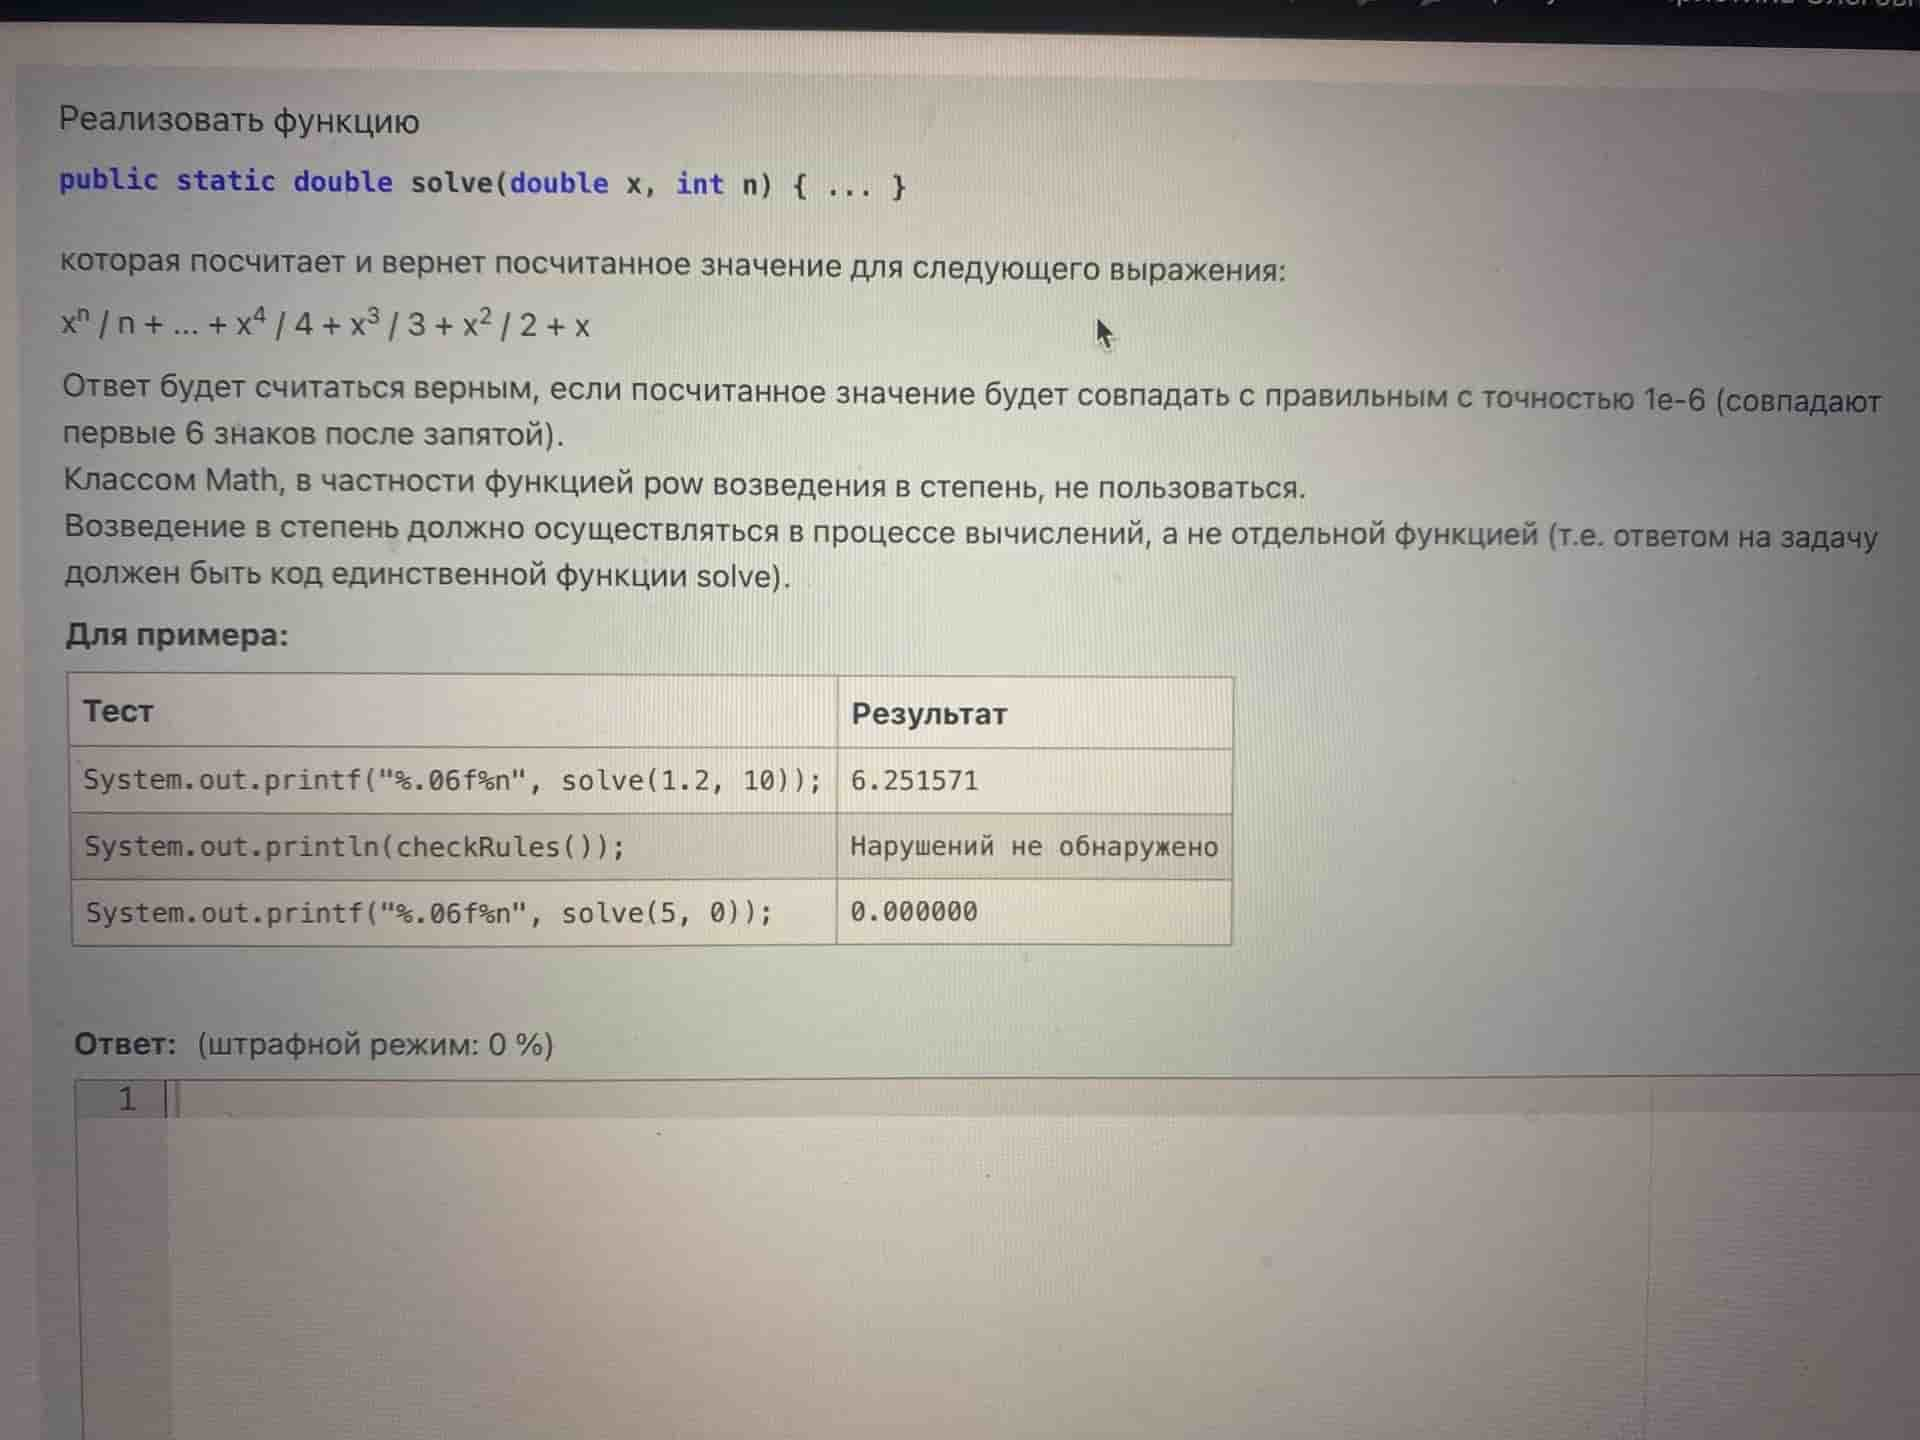 Реализовать функцию
public static double solve(double x, int n) { ... }
которая посчитает и вернет посчитанное значение для следующего выражения:
xⁿ / n + ... + x⁴ / 4 + x³ / 3 + x² / 2 + x
Ответ будет считаться верным, если посчитанное значение будет совпадать с правильным с точностью 1e-6 (совпадают
первые 6 знаков после запятой).
Классом Math, в частности функцией pow возведения в степень, не пользоваться.
Возведение в степень должно осуществляться в процессе вычислений, а не отдельной функцией (т.е. ответом на задачу
должен быть код единственной функции solve).
Для примера:
Тест Результат
System.out.printf("%.06f%n", solve(1.2, 10)); 6.251571
System.out.println(checkRules()); Нарушений не обнаружено
System.out.printf("%.06f%n", solve(5, 0)); 0.000000
Ответ: (штрафной режим: 0 %)
1